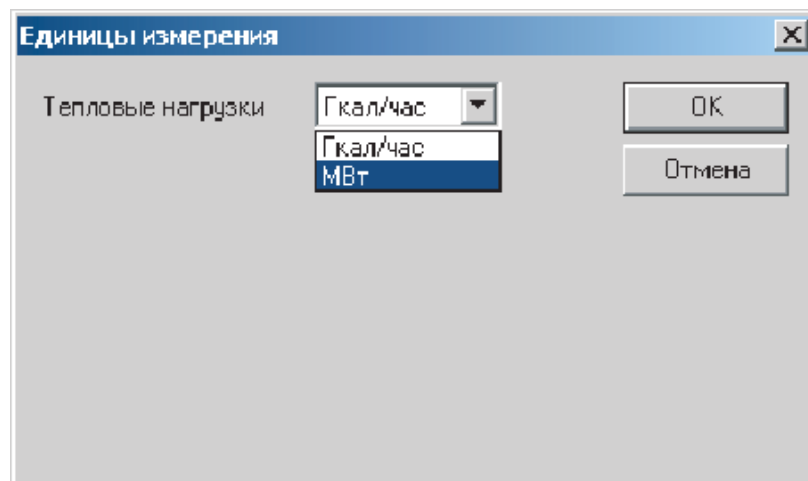 Единицы измерения
Тепловые нагрузки
Гкал/час
OK
Гкал/час
МВт
Отмена